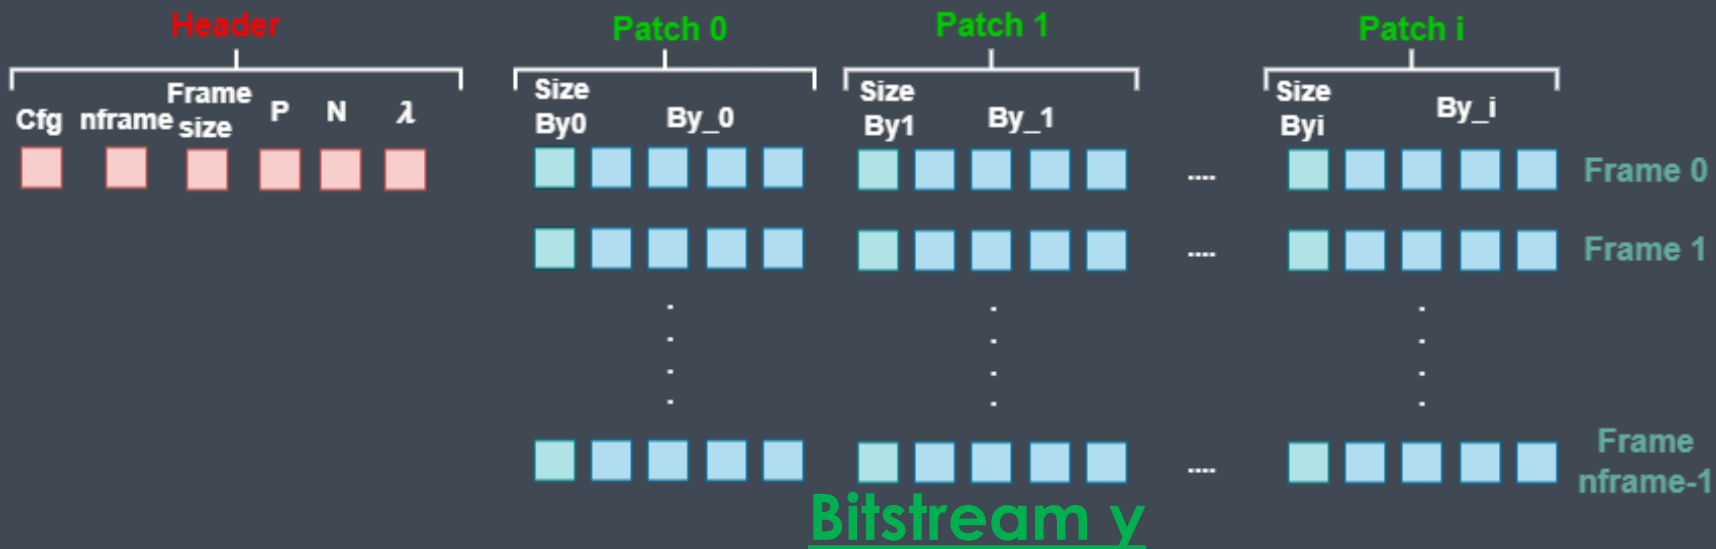 Header
Patch 0
Patch 1
Patch i
Cfg nframe Frame size P N λ
Size By0 By_0
Size By1 By_1
Size Byi By_i
.... Frame 0
.... Frame 1
.... Frame nframe-1
Bitstream y